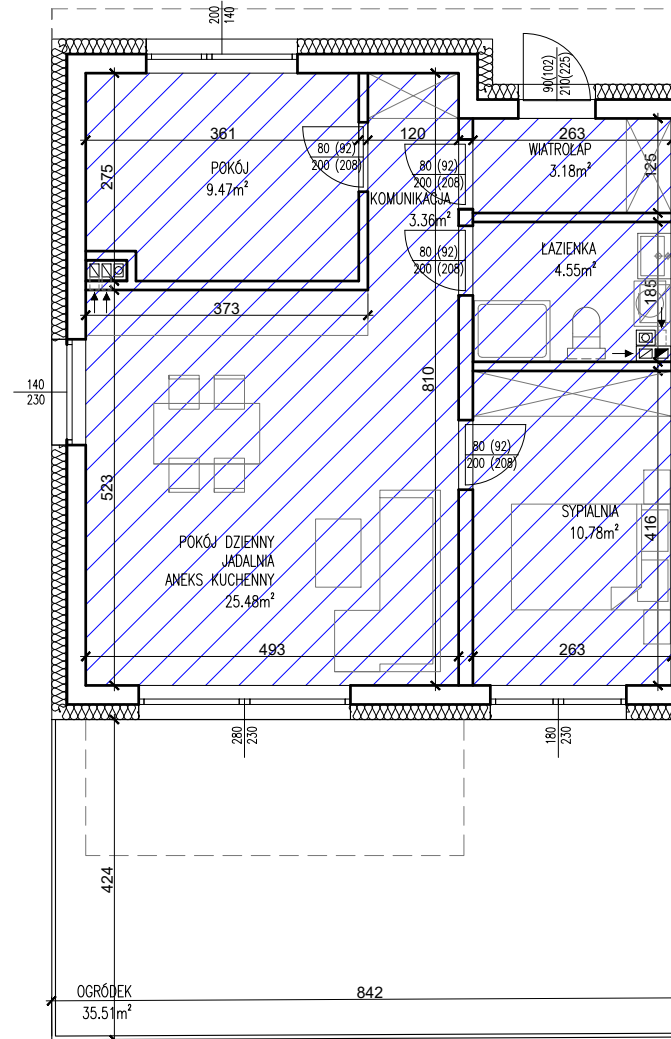 200
140
90(102)
210(225)
361
120
263
80 (92)
200 (208)
80 (92)
200 (208)
WIATROŁAP
3.18m²
125
275
POKÓJ
9.47m²
KOMUNIKACJA
3.36m²
80 (92)
200 (208)
ŁAZIENKA
4.55m²
185
373
140
230
810
80 (92)
200 (208)
523
SYPIALNIA
10.78m²
416
POKÓJ DZIENNY
JADALNIA
ANEKS KUCHENNY
25.48m²
493
263
280
230
180
230
424
OGRÓDEK
35.51m²
842